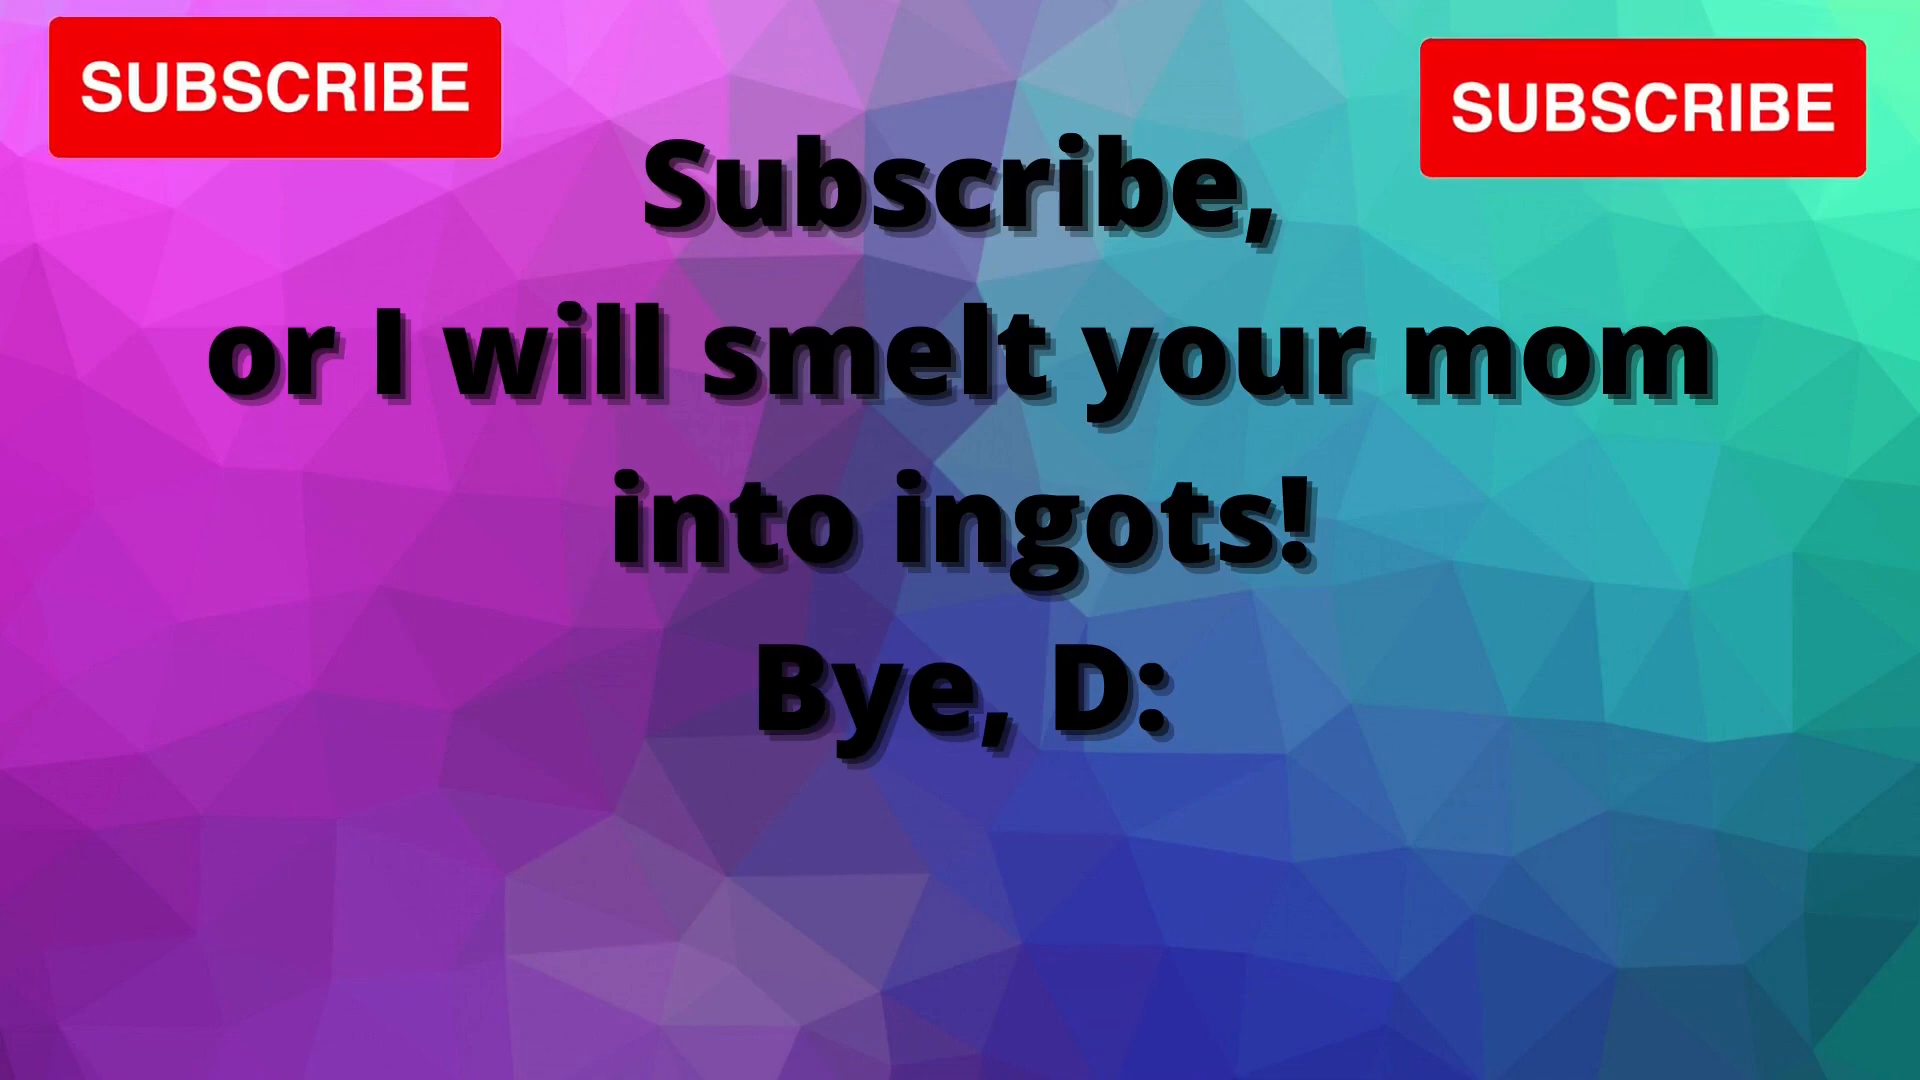 SUBSCRIBE
SUBSCRIBE
Subscribe,
or I will smelt your mom
into ingots!
Bye, D: